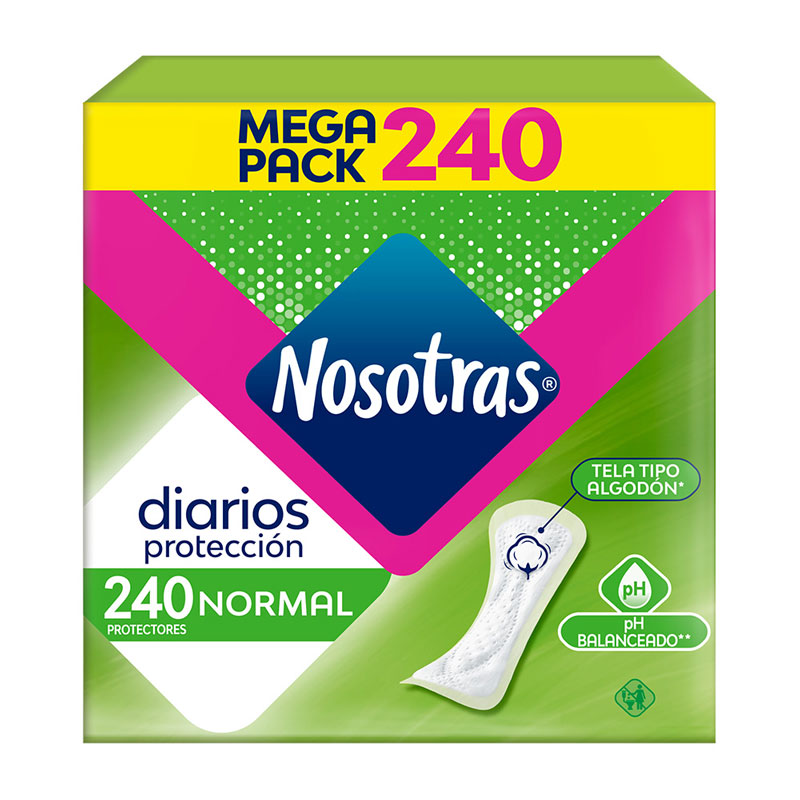 MEGA
PACK 240
Nosotras®
diarios
protección
240 NORMAL
PROTECTORES
TELA TIPO
ALGODÓN*
pH
pH
BALANCEADO**